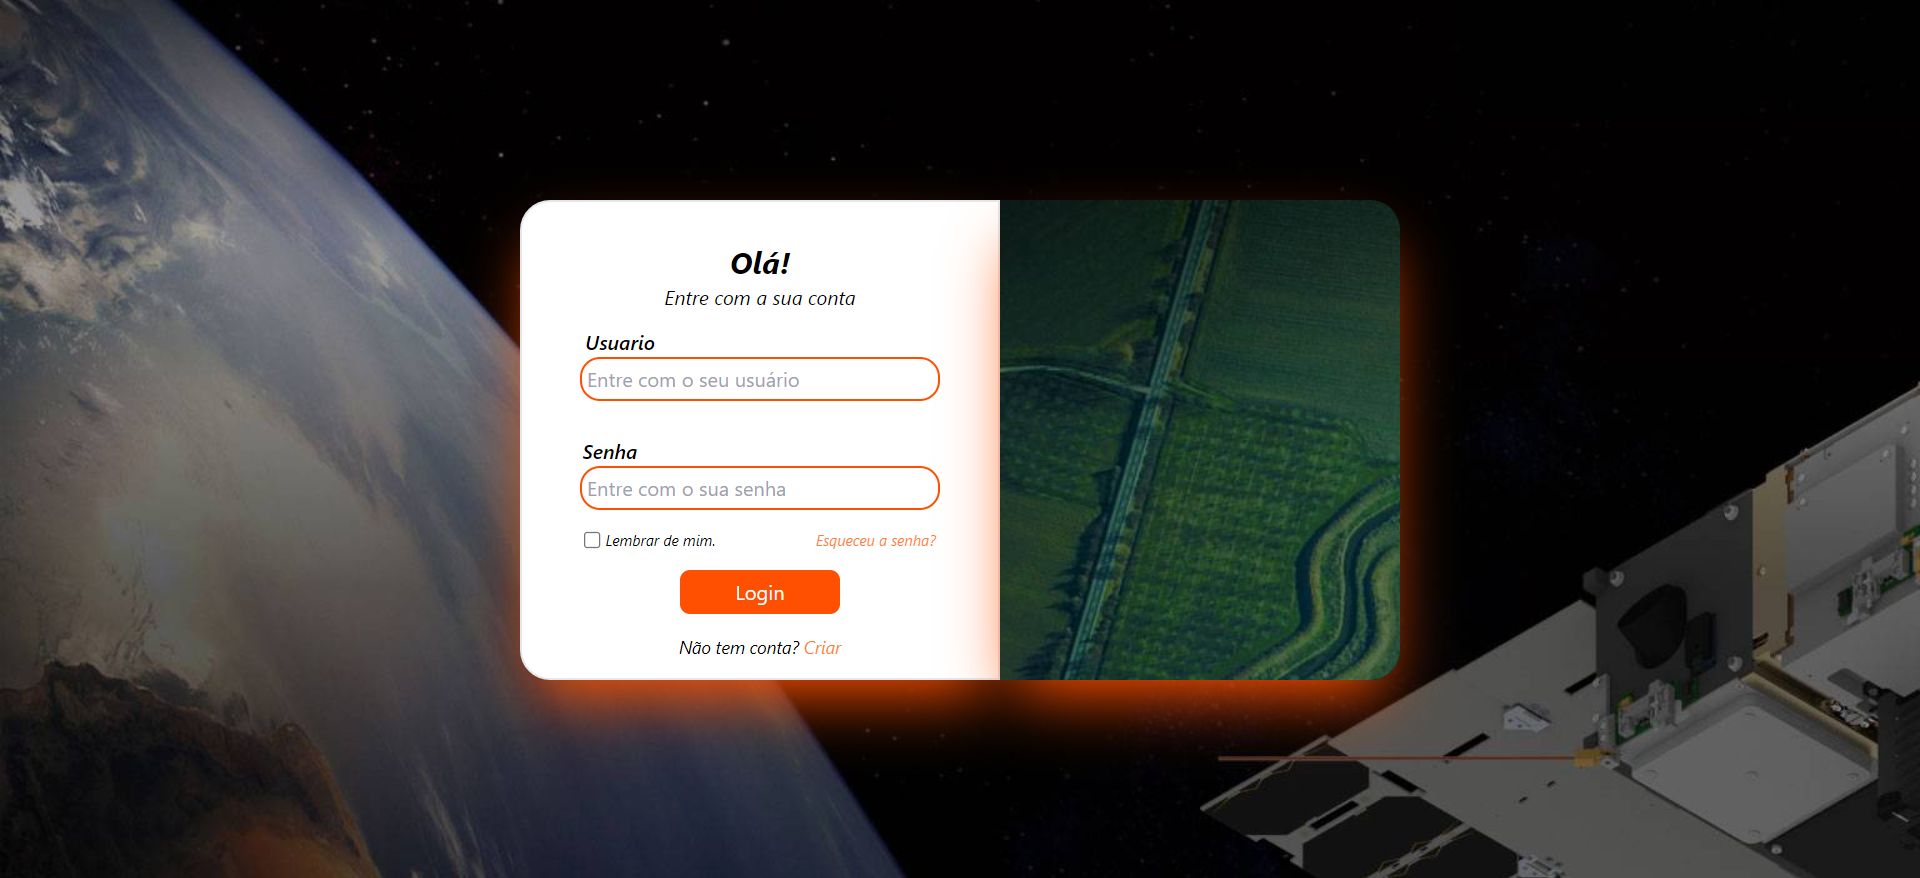 Olá!
Entre com a sua conta
Usuario
Entre com o seu usuário
Senha
Entre com o sua senha
Lembrar de mim. Esqueceu a senha?
Login
Não tem conta? Criar